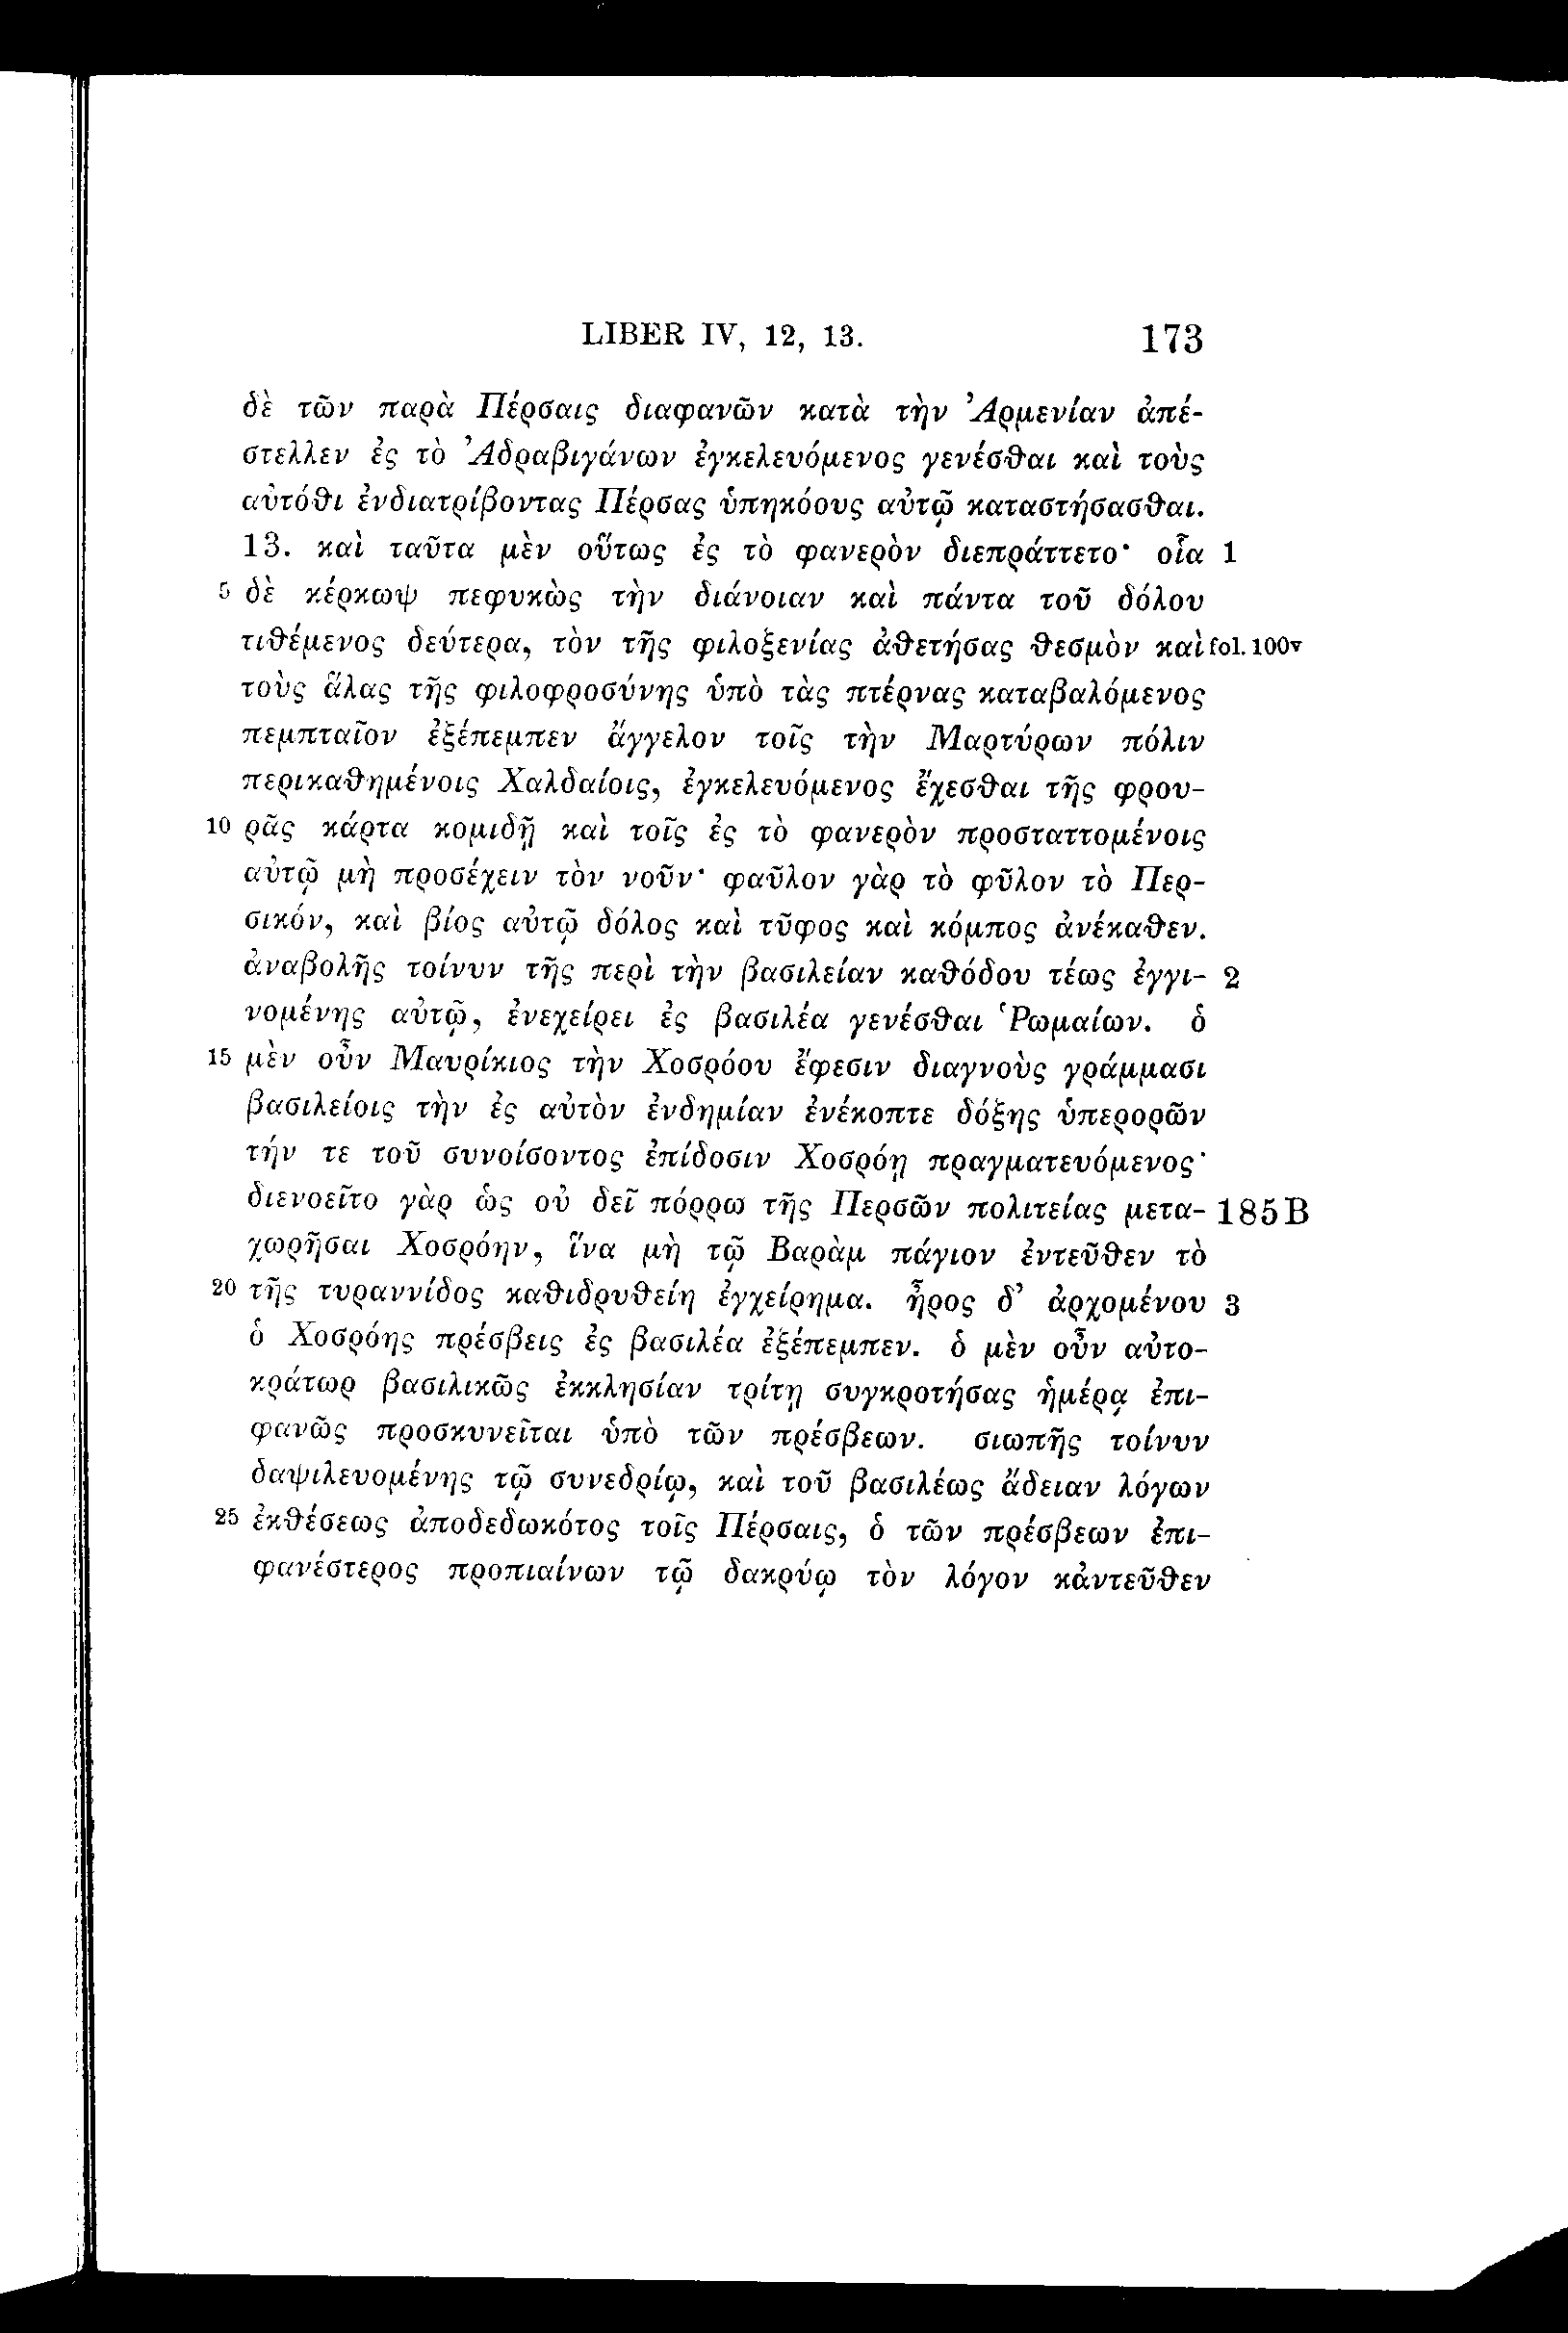 LIBER IV, 12, 13. 173
δὲ τῶν παρὰ Πέρσαις διαφανῶν κατὰ τὴν Ἀρμενίαν ἀπέ-
στελλεν ἐς τὸ Ἀδραβιγάνων ἐγκελευόμενος γενέσθαι καὶ τοὺς
αὐτόθι ἐνδιατρίβοντας Πέρσας ὑπηκόους αὐτῷ καταστήσασθαι.
13. καὶ ταῦτα μὲν οὕτως ἐς τὸ φανερὸν διεπράττετο· οἷα 1
5 δὲ κέρκωψ πεφυκὼς τὴν διάνοιαν καὶ πάντα τοῦ δόλου
τιθέμενος δεύτερα, τὸν τῆς φιλοξενίας ἀθετήσας θεσμὸν καὶ fol. 100v
τοὺς ἅλας τῆς φιλοφροσύνης ὑπὸ τὰς πτέρνας καταβαλόμενος
πεμπταῖον ἐξέπεμπεν ἄγγελον τοῖς τὴν Μαρτύρων πόλιν
περικαθημένοις Χαλδαίοις, ἐγκελευόμενος ἔχεσθαι τῆς φρου-
10 ρᾶς κάρτα κομιδῇ καὶ τοῖς ἐς τὸ φανερὸν προσταττομένοις
αὐτῷ μὴ προσέχειν τὸν νοῦν· φαῦλον γὰρ τὸ φῦλον τὸ Περ-
σικόν, καὶ βίος αὐτῷ δόλος καὶ τῦφος καὶ κόμπος ἀνέκαθεν.
ἀναβολῆς τοίνυν τῆς περὶ τὴν βασιλείαν καθόδου τέως ἐγγι- 2
νομένης αὐτῷ, ἐνεχείρει ἐς βασιλέα γενέσθαι Ῥωμαίων. ὁ
15 μὲν οὖν Μαυρίκιος τὴν Χοσρόου ἔφεσιν διαγνοὺς γράμμασι
βασιλείοις τὴν ἐς αὐτὸν ἐνδημίαν ἐνέκοπτε δόξης ὑπερορῶν
τήν τε τοῦ συνοίσοντος ἐπίδοσιν Χοσρόῃ πραγματευόμενος·
διενοεῖτο γὰρ ὡς οὐ δεῖ πόρρω τῆς Περσῶν πολιτείας μετα- 185 B
χωρῆσαι Χοσρόην, ἵνα μὴ τῷ Βαρὰμ πάγιον ἐντεῦθεν τὸ
20 τῆς τυραννίδος καθιδρυθείη ἐγχείρημα. ἦρος δ’ ἀρχομένου 3
ὁ Χοσρόης πρέσβεις ἐς βασιλέα ἐξέπεμπεν. ὁ μὲν οὖν αὐτο-
κράτωρ βασιλικῶς ἐκκλησίαν τρίτῃ συγκροτήσας ἡμέρᾳ ἐπι-
φανῶς προσκυνεῖται ὑπὸ τῶν πρέσβεων. σιωπῆς τοίνυν
δαψιλευομένης τῷ συνεδρίῳ, καὶ τοῦ βασιλέως ἄδειαν λόγων
25 ἐκθέσεως ἀποδεδωκότος τοῖς Πέρσαις, ὁ τῶν πρέσβεων ἐπι-
φανέστερος προπιαίνων τῷ δακρύῳ τὸν λόγον κἀντεῦθεν